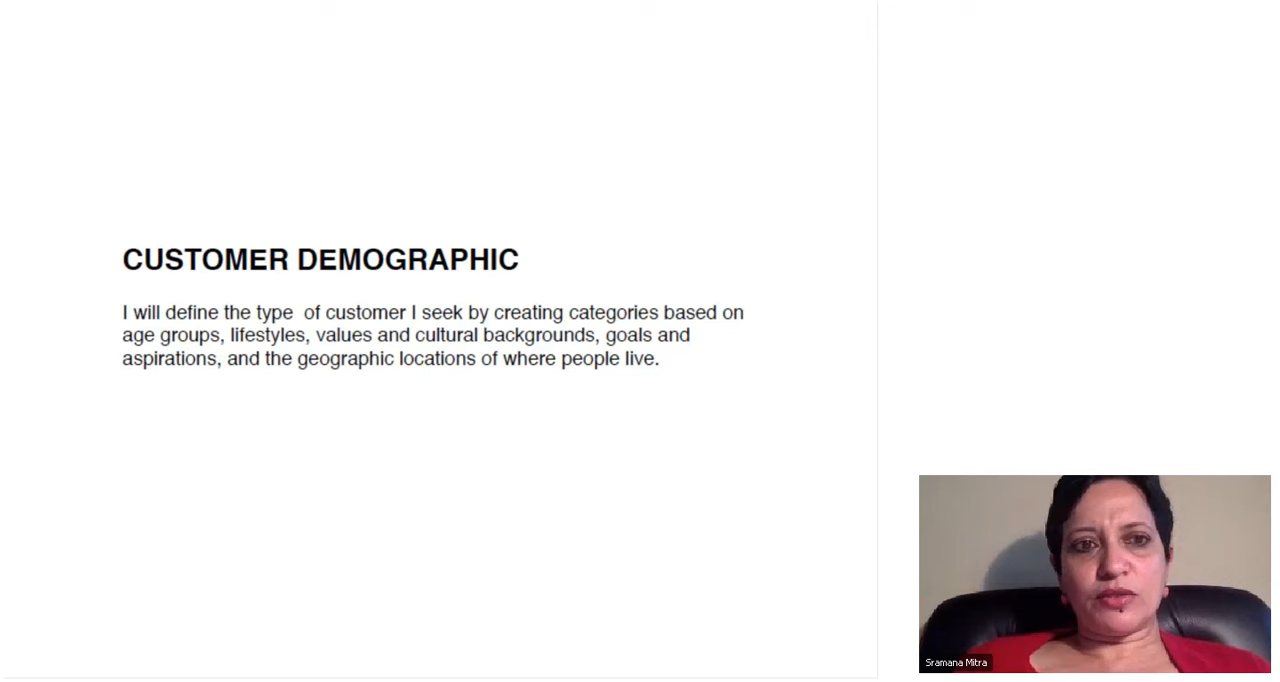 CUSTOMER DEMOGRAPHIC
I will define the type  of customer I seek by creating categories based on
age groups, lifestyles, values and cultural backgrounds, goals and
aspirations, and the geographic locations of where people live.
Sramana Mitra